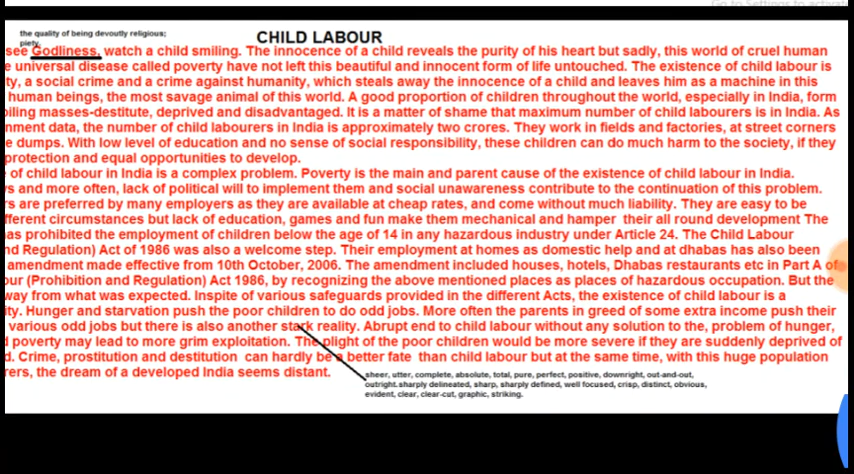 Go to Settings to activat
the quality of being devoutly religious;
piety.
CHILD LABOUR
see Godliness, watch a child smiling. The innocence of a child reveals the purity of his heart but sadly, this world of cruel human
e universal disease called poverty have not left this beautiful and innocent form of life untouched. The existence of child labour is
ty, a social crime and a crime against humanity, which steals away the innocence of a child and leaves him as a machine in this
human beings, the most savage animal of this world. A good proportion of children throughout the world, especially in India, form
iling masses-destitute, deprived and disadvantaged. It is a matter of shame that maximum number of child labourers is in India. As
nment data, the number of child labourers in India is approximately two crores. They work in fields and factories, at street corners
e dumps. With low level of education and no sense of social responsibility, these children can do much harm to the society, if they
protection and equal opportunities to develop.
of child labour in India is a complex problem. Poverty is the main and parent cause of the existence of child labour in India.
s and more often, lack of political will to implement them and social unawareness contribute to the continuation of this problem.
rs are preferred by many employers as they are available at cheap rates, and come without much liability. They are easy to be
fferent circumstances but lack of education, games and fun make them mechanical and hamper their all round development The
as prohibited the employment of children below the age of 14 in any hazardous industry under Article 24. The Child Labour
nd Regulation) Act of 1986 was also a welcome step. Their employment at homes as domestic help and at dhabas has also been
amendment made effective from 10th October, 2006. The amendment included houses, hotels, Dhabas restaurants etc in Part A of
our (Prohibition and Regulation) Act 1986, by recognizing the above mentioned places as places of hazardous occupation. But the
way from what was expected. Inspite of various safeguards provided in the different Acts, the existence of child labour is a
ity. Hunger and starvation push the poor children to do odd jobs. More often the parents in greed of some extra income push their
various odd jobs but there is also another stark reality. Abrupt end to child labour without any solution to the, problem of hunger,
poverty may lead to more grim exploitation. The plight of the poor children would be more severe if they are suddenly deprived of
d. Crime, prostitution and destitution can hardly be a better fate than child labour but at the same time, with this huge population
rers, the dream of a developed India seems distant.
sheer, utter, complete, absolute, total, pure, perfect, positive, downright, out-and-out,
outright.sharply delineated, sharp, sharply defined, well focused, crisp, distinct, obvious,
evident, clear, clear-cut, graphic, striking.